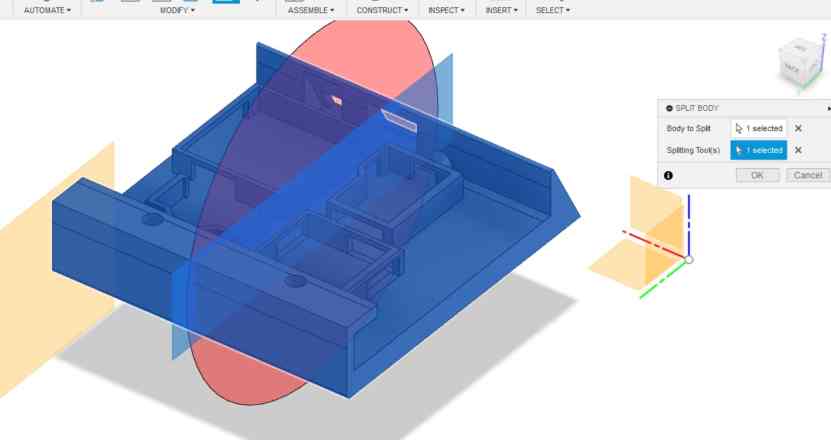 AUTOMATE ▾ MODIFY ▾ ASSEMBLE ▾ CONSTRUCT ▾ INSPECT ▾ INSERT ▾ SELECT ▾
Z
FACE
SPLIT BODY
Body to Split 1 selected
Splitting Tool(s) 1 selected
OK Cancel